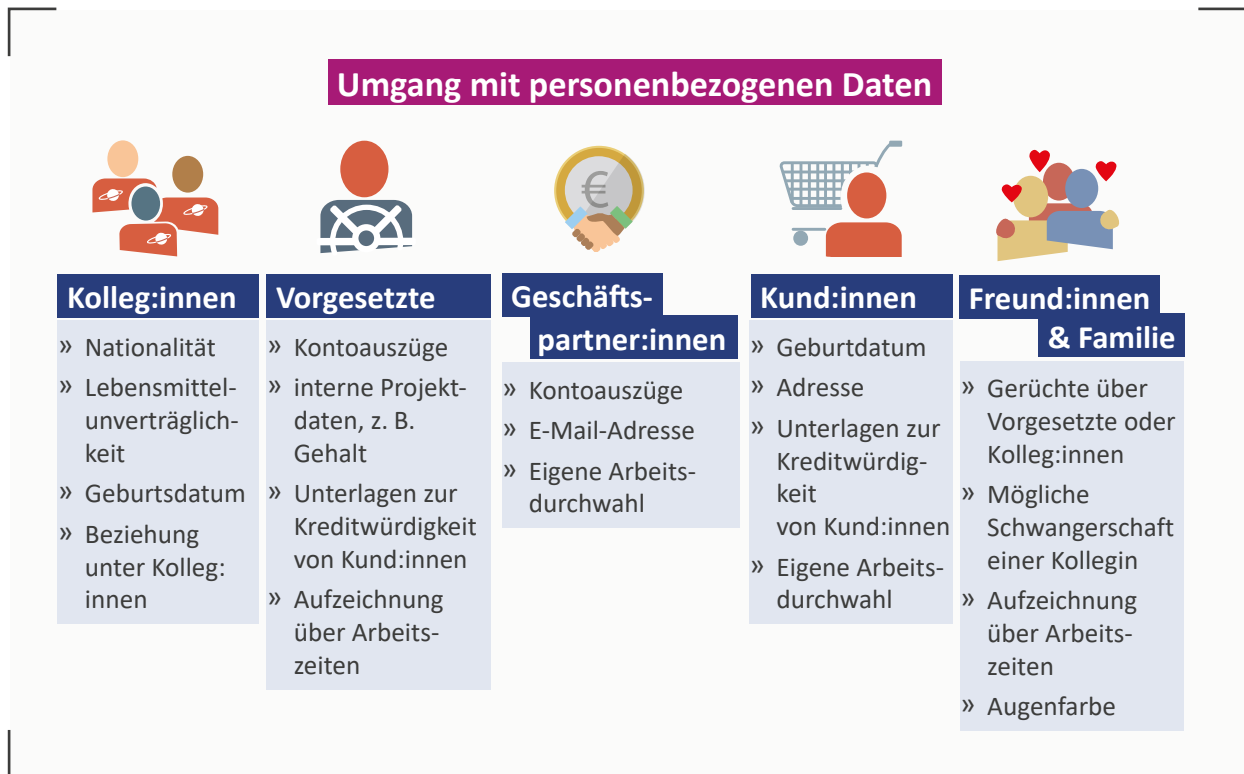 Umgang mit personenbezogenen Daten
Kolleg:innen
» Nationalität
» Lebensmittel-
unverträglich-
keit
» Geburtsdatum
» Beziehung
unter Kolleg:
innen
Vorgesetzte
» Kontoauszüge
» interne Projekt-
daten, z. B.
Gehalt
» Unterlagen zur
Kreditwürdigkeit
von Kund:innen
» Aufzeichnung
über Arbeits-
zeiten
Geschäfts-
partner:innen
» Kontoauszüge
» E-Mail-Adresse
» Eigene Arbeits-
durchwahl
Kund:innen
» Geburtdatum
» Adresse
» Unterlagen zur
Kreditwürdig-
keit
von Kund:innen
» Eigene Arbeits-
durchwahl
Freund:innen
& Familie
» Gerüchte über
Vorgesetzte oder
Kolleg:innen
» Mögliche
Schwangerschaft
einer Kollegin
» Aufzeichnung
über Arbeits-
zeiten
» Augenfarbe